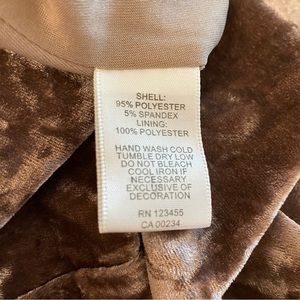 SHELL:
95% POLYESTER
5% SPANDEX
LINING:
100% POLYESTER
HAND WASH COLD
TUMBLE DRY LOW
DO NOT BLEACH
COOL IRON IF
NECESSARY
EXCLUSIVE OF
DECORATION
RN 123455
CA 00234